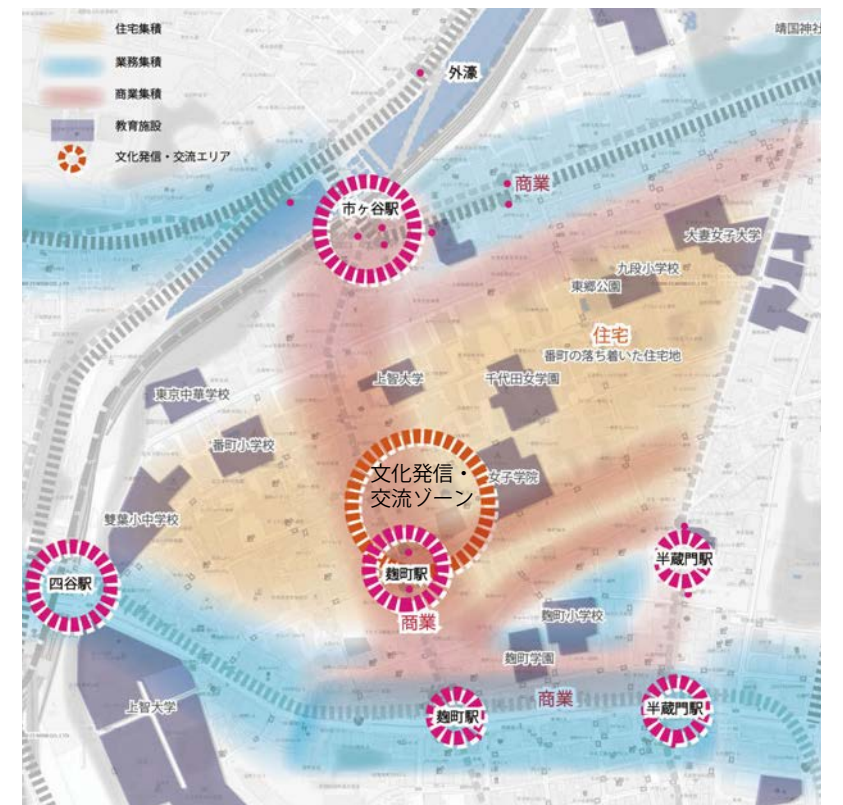 住宅集積
業務集積
商業集積
教育施設
文化発信・交流エリア
靖国神社
外濠
商業
市ヶ谷駅
大妻女子大学
九段小学校
東郷公園
住宅
番町の落ち着いた住宅地
上智大学
千代田女学園
東京中華学校
番町小学校
文化発信・
交流ゾーン
女子学院
雙葉小中学校
四谷駅
麹町駅
半蔵門駅
商業
麹町小学校
麹町学園
上智大学
商業
麹町駅
半蔵門駅